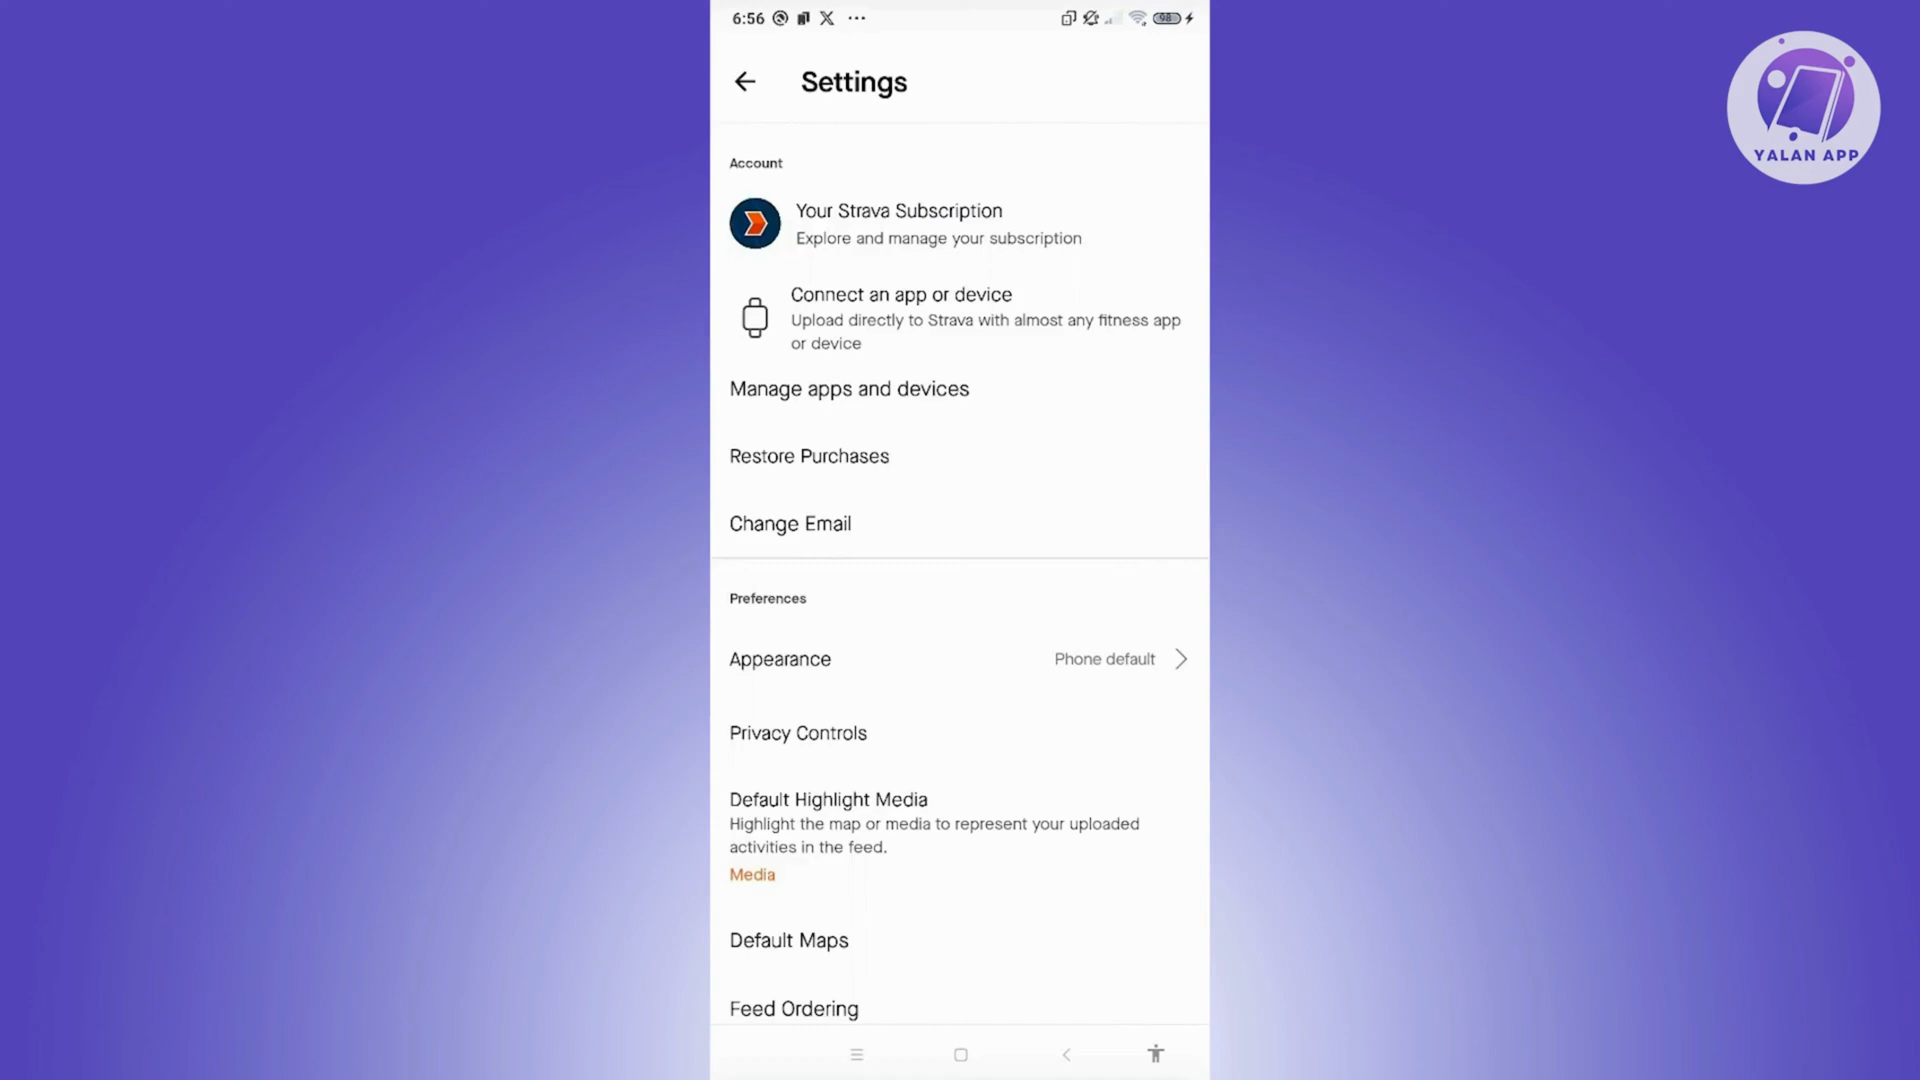 6:56
98
Settings
YALAN APP
Account
Your Strava Subscription
Explore and manage your subscription
Connect an app or device
Upload directly to Strava with almost any fitness app
or device
Manage apps and devices
Restore Purchases
Change Email
Preferences
Appearance
Phone default
Privacy Controls
Default Highlight Media
Highlight the map or media to represent your uploaded
activities in the feed.
Media
Default Maps
Feed Ordering